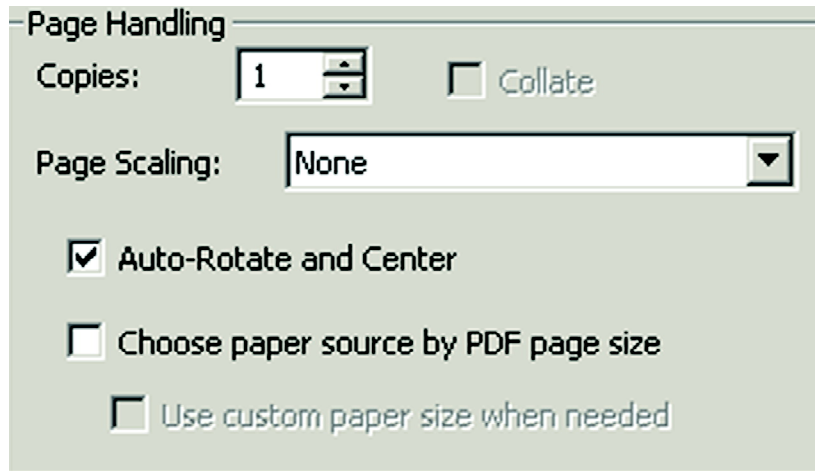 Page Handling
Copies: 1 Collate
Page Scaling: None
Auto-Rotate and Center
Choose paper source by PDF page size
Use custom paper size when needed